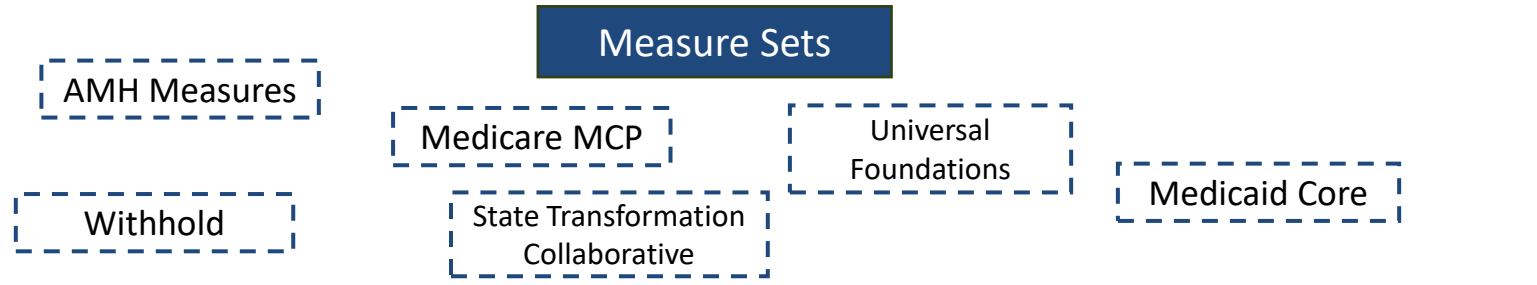 Measure Sets
AMH Measures
Medicare MCP
Universal
Foundations
Medicaid Core
Withhold
State Transformation
Collaborative